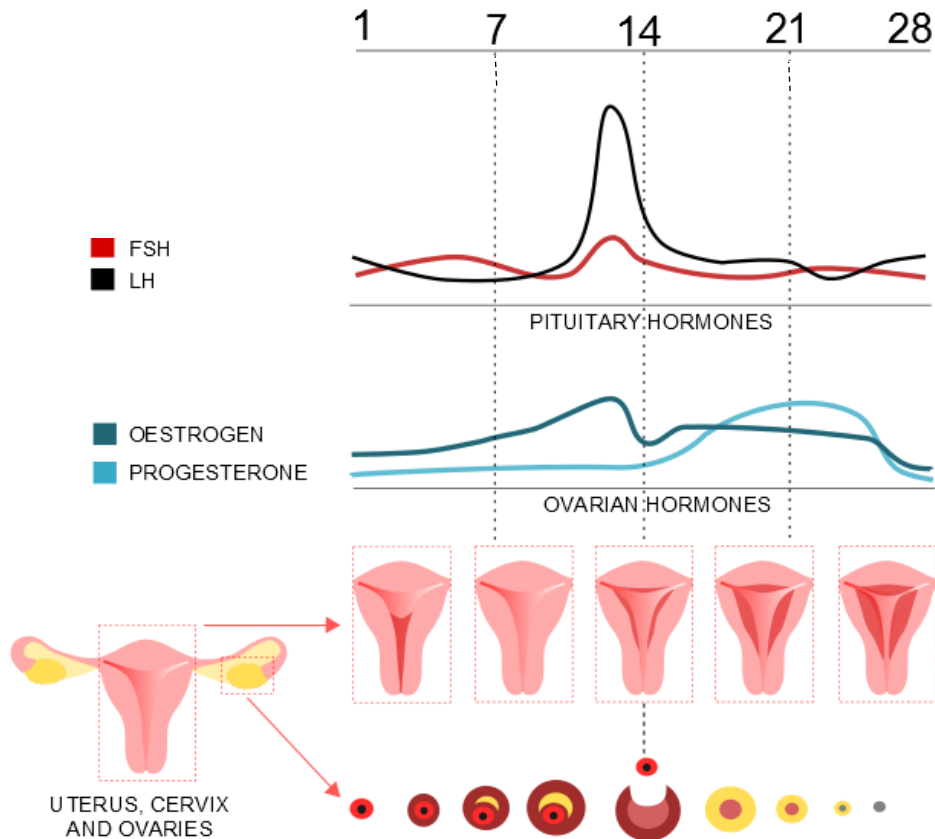 1 7 14 21 28
FSH
LH
PITUITARY HORMONES
OESTROGEN
PROGESTERONE
OVARIAN HORMONES
UTERUS, CERVIX
AND OVARIES